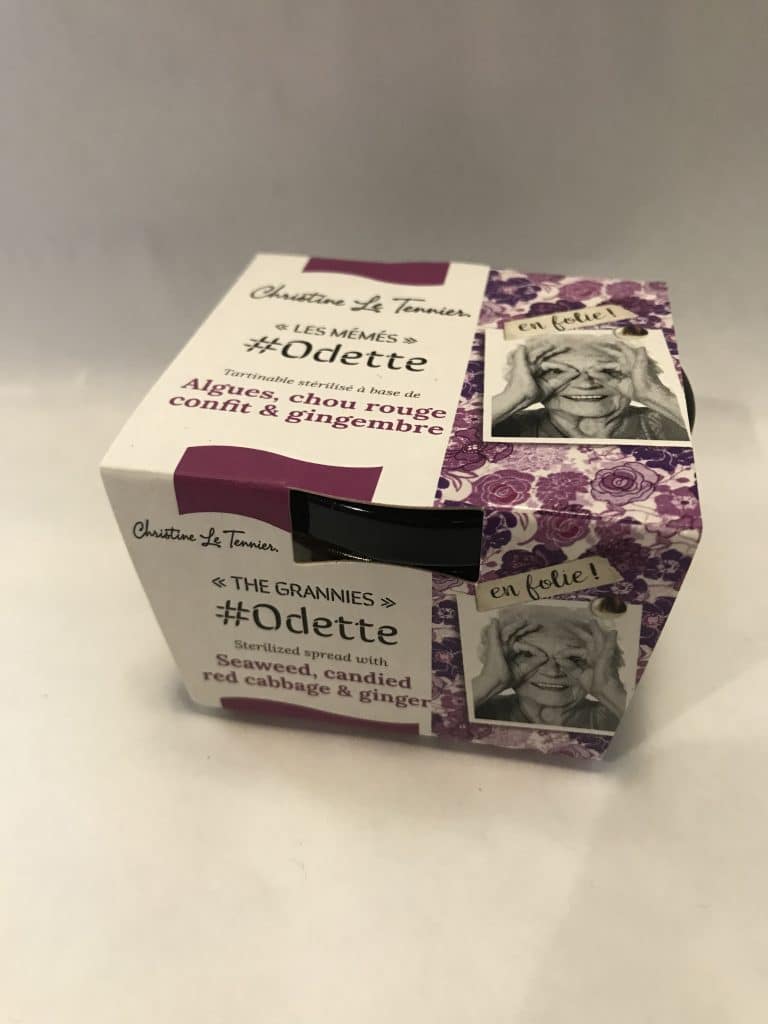 Christine Le Tennier.
« LES MÉMÉS »
#Odette
Tartinable stérilisé à base de
Algues, chou rouge
confit & gingembre
en folie!
Christine Le Tennier.
« THE GRANNIES »
#Odette
Sterilized spread with
Seaweed, candied
red cabbage & ginger
en folie!